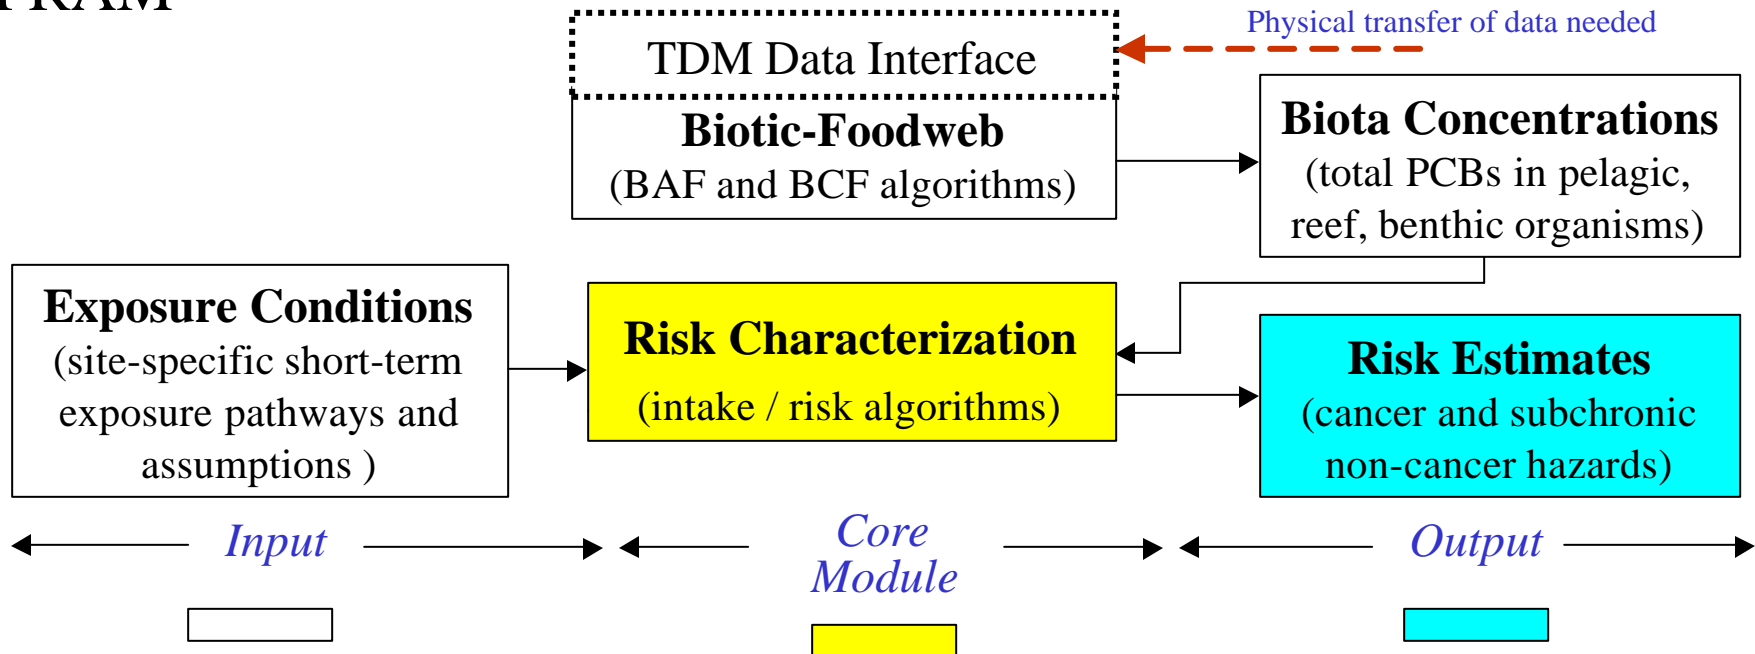 PRAM
Physical transfer of data needed
TDM Data Interface
Biotic-Foodweb
(BAF and BCF algorithms)
Biota Concentrations
(total PCBs in pelagic,
reef, benthic organisms)
Exposure Conditions
(site-specific short-term
exposure pathways and
assumptions )
Risk Characterization
(intake / risk algorithms)
Risk Estimates
(cancer and subchronic
non-cancer hazards)
Input
Core
Module
Output